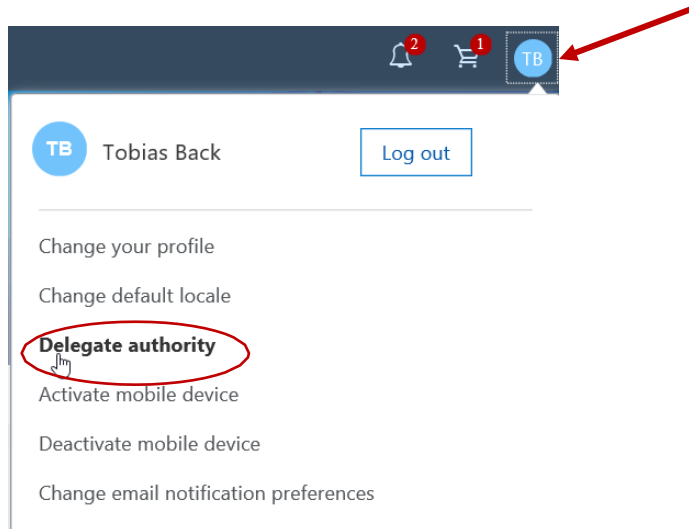 2
1
TB
TB
Tobias Back
Log out
Change your profile
Change default locale
Delegate authority
Activate mobile device
Deactivate mobile device
Change email notification preferences